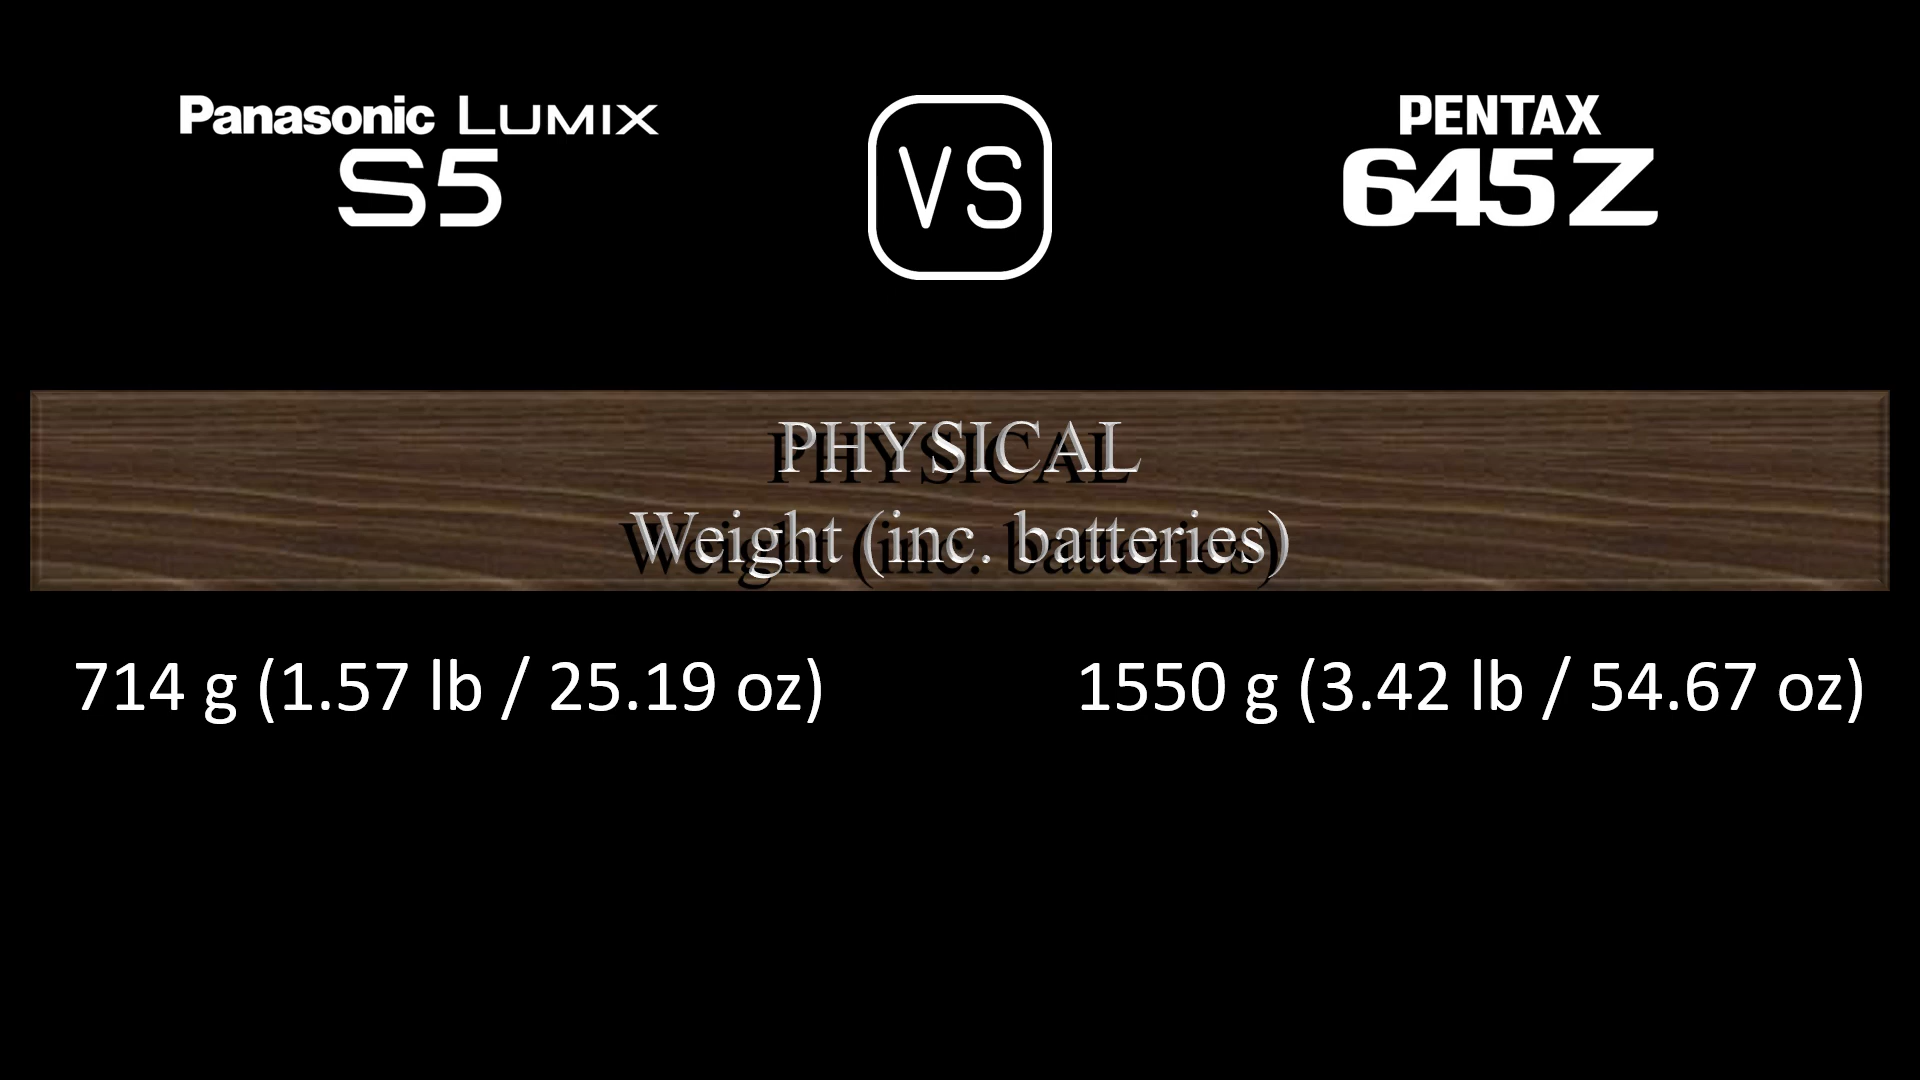 Panasonic LUMIX
S5
VS
PENTAX
645Z
PHYSICAL
Weight (inc. batteries)
714 g (1.57 lb / 25.19 oz)
1550 g (3.42 lb / 54.67 oz)